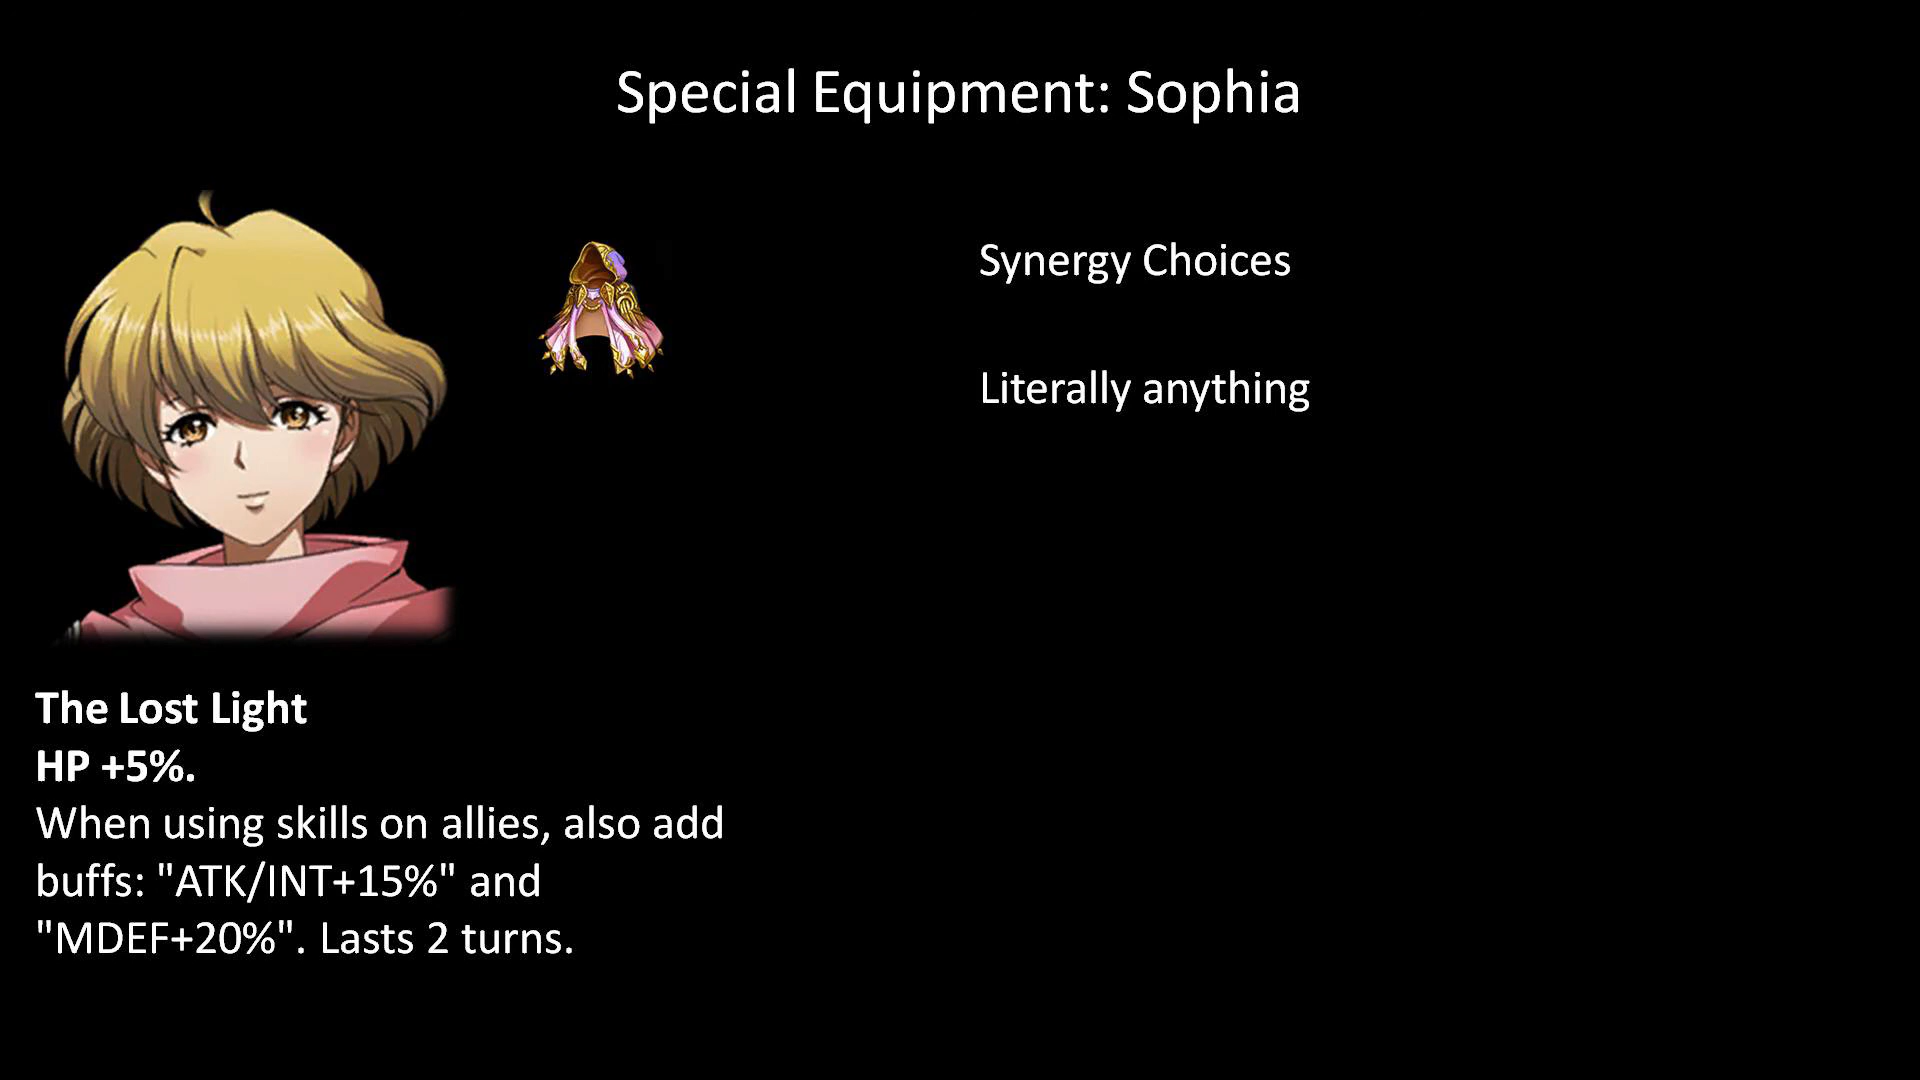 Special Equipment: Sophia
Synergy Choices
Literally anything
The Lost Light
HP +5%.
When using skills on allies, also add
buffs: "ATK/INT+15%" and
"MDEF+20%". Lasts 2 turns.